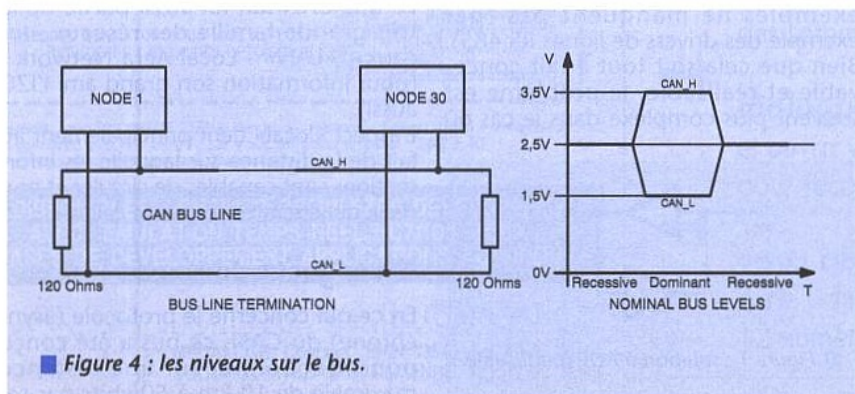 NODE 1
NODE 30
CAN_H
CAN BUS LINE
CAN_L
120 Ohms
120 Ohms
BUS LINE TERMINATION
V
3,5V
2,5V
1,5V
0V
CAN_H
CAN_L
Recessive Dominant Recessive T
NOMINAL BUS LEVELS
Figure 4 : les niveaux sur le bus.